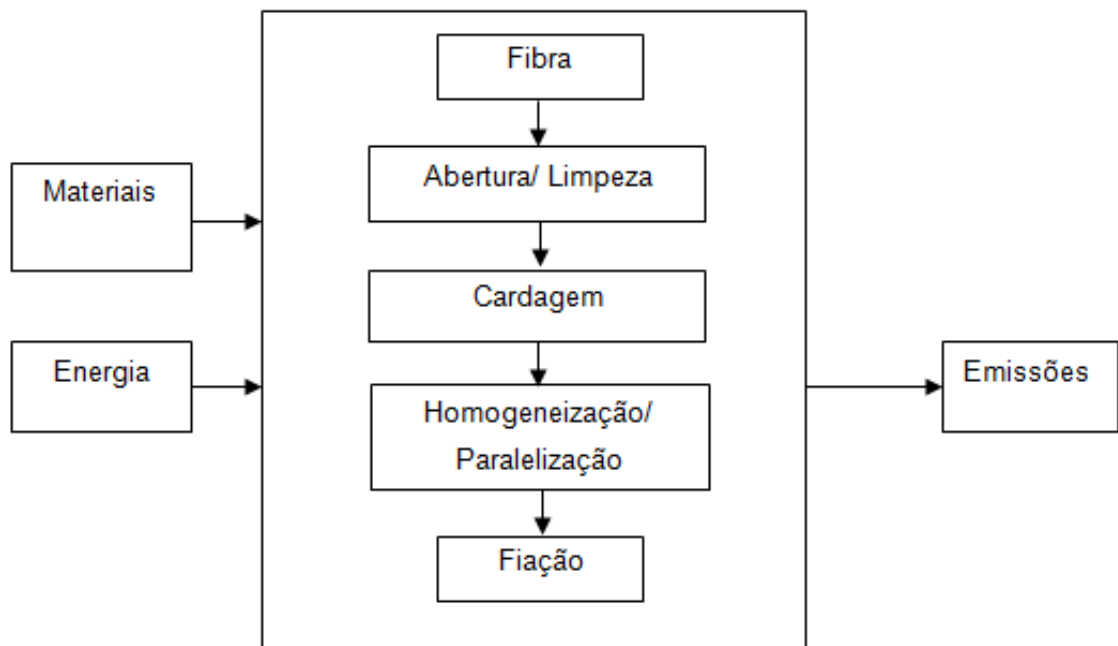 Fibra
Abertura/ Limpeza
Materiais
Cardagem
Energia
Emissões
Homogeneização/
Paralelização
Fiação